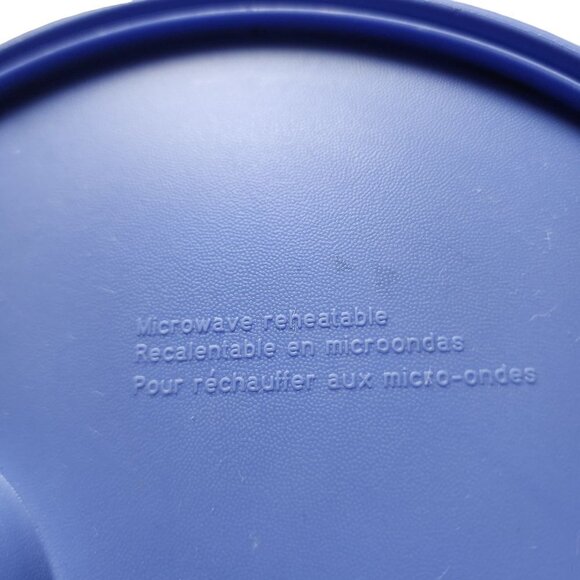 Microwave reheatable
Recalentable en microondas
Pour réchauffer aux micro-ondes